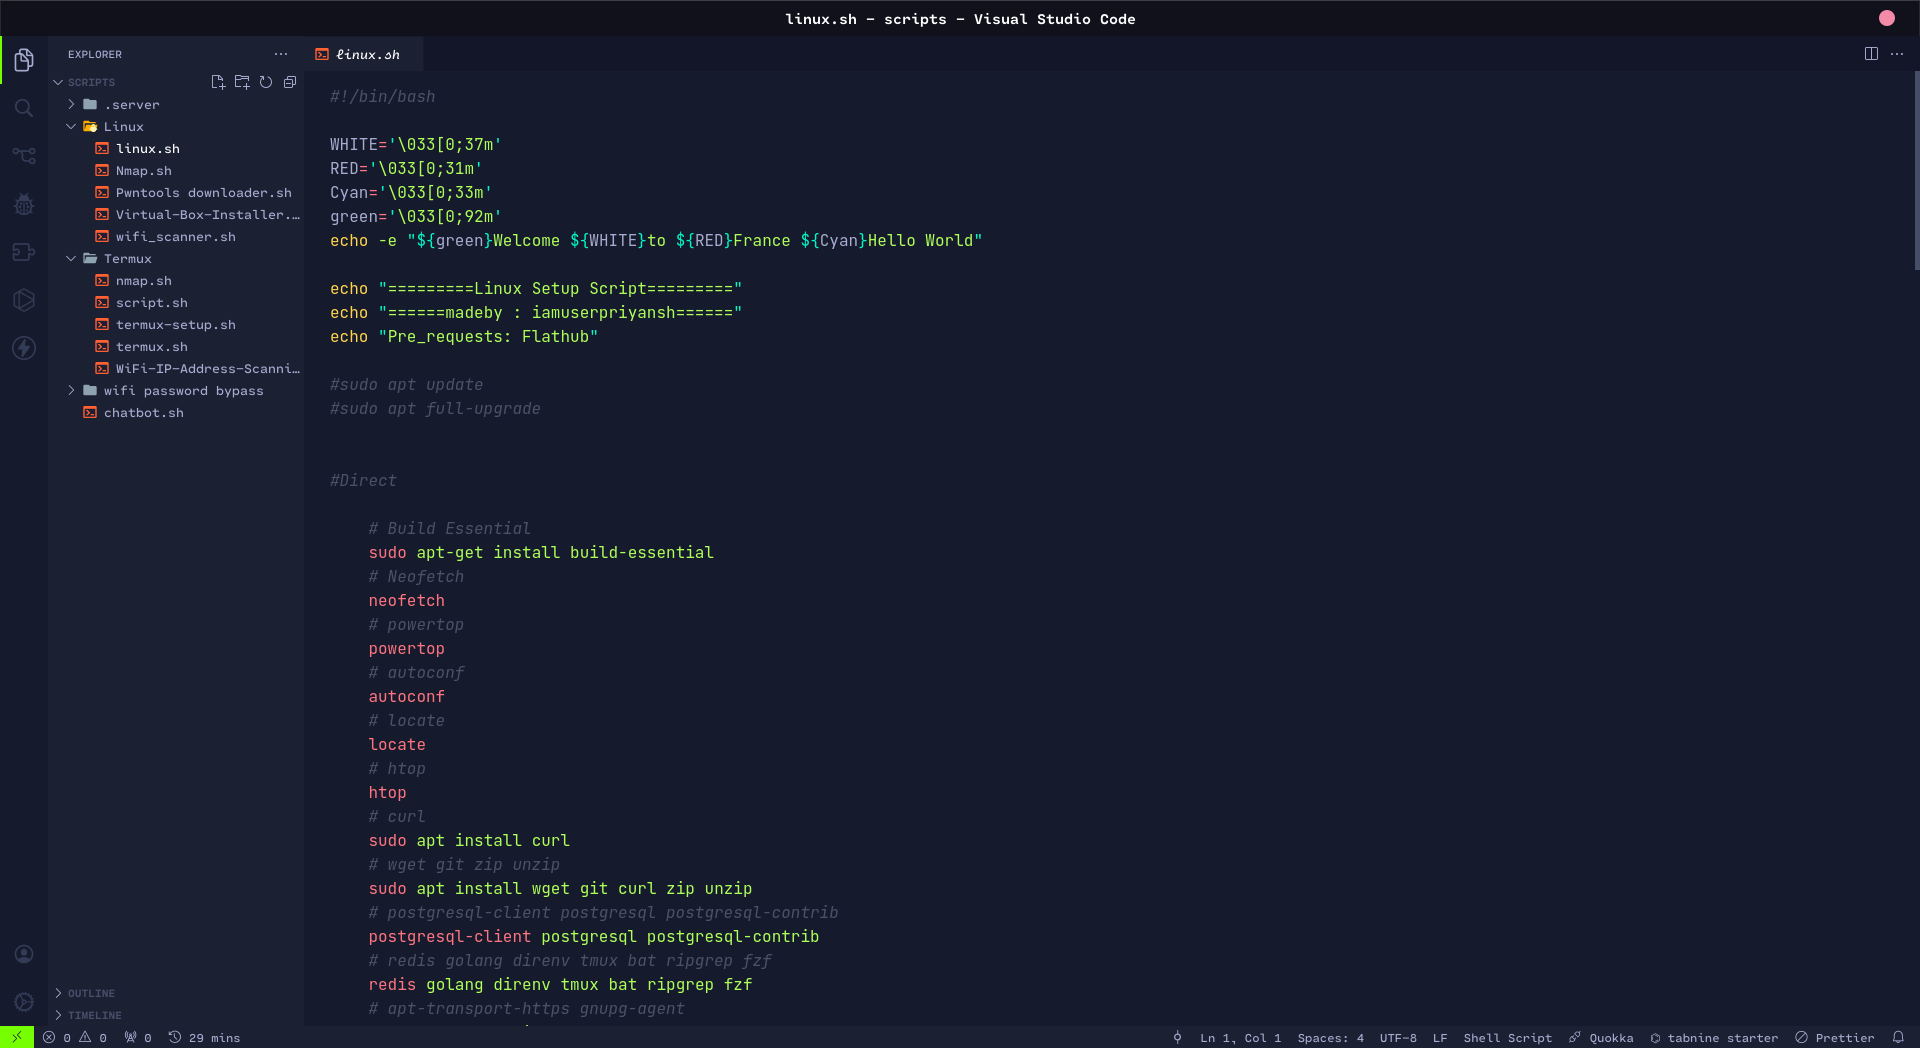 linux.sh - scripts - Visual Studio Code
EXPLORER
SCRIPTS
.server
Linux
linux.sh
Nmap.sh
Pwntools downloader.sh
Virtual-Box-Installer.…
wifi_scanner.sh
Termux
nmap.sh
script.sh
termux-setup.sh
termux.sh
WiFi-IP-Address-Scanni…
wifi password bypass
chatbot.sh
OUTLINE
TIMELINE
linux.sh
#!/bin/bash
WHITE='\033[0;37m'
RED='\033[0;31m'
Cyan='\033[0;33m'
green='\033[0;92m'
echo -e "${green}Welcome ${WHITE}to ${RED}France ${Cyan}Hello World"
echo "=========Linux Setup Script========="
echo "======madeby : iamuserpriyansh======"
echo "Pre_requests: Flathub"
#sudo apt update
#sudo apt full-upgrade
#Direct
# Build Essential
sudo apt-get install build-essential
# Neofetch
neofetch
# powertop
powertop
# autoconf
autoconf
# locate
locate
# htop
htop
# curl
sudo apt install curl
# wget git zip unzip
sudo apt install wget git curl zip unzip
# postgresql-client postgresql postgresql-contrib
postgresql-client postgresql postgresql-contrib
# redis golang direnv tmux bat ripgrep fzf
redis golang direnv tmux bat ripgrep fzf
# apt-transport-https gnupg-agent
0 0 0 29 mins Ln 1, Col 1 Spaces: 4 UTF-8 LF Shell Script Quokka tabnine starter Prettier